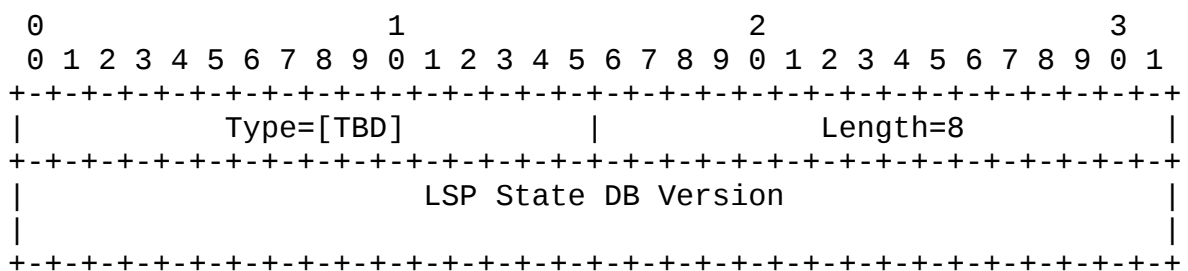 0                   1                   2                   3
 0 1 2 3 4 5 6 7 8 9 0 1 2 3 4 5 6 7 8 9 0 1 2 3 4 5 6 7 8 9 0 1
+-+-+-+-+-+-+-+-+-+-+-+-+-+-+-+-+-+-+-+-+-+-+-+-+-+-+-+-+-+-+-+-+
|           Type=[TBD]          |            Length=8           |
+-+-+-+-+-+-+-+-+-+-+-+-+-+-+-+-+-+-+-+-+-+-+-+-+-+-+-+-+-+-+-+-+
|                      LSP State DB Version                     |
|                                                               |
+-+-+-+-+-+-+-+-+-+-+-+-+-+-+-+-+-+-+-+-+-+-+-+-+-+-+-+-+-+-+-+-+